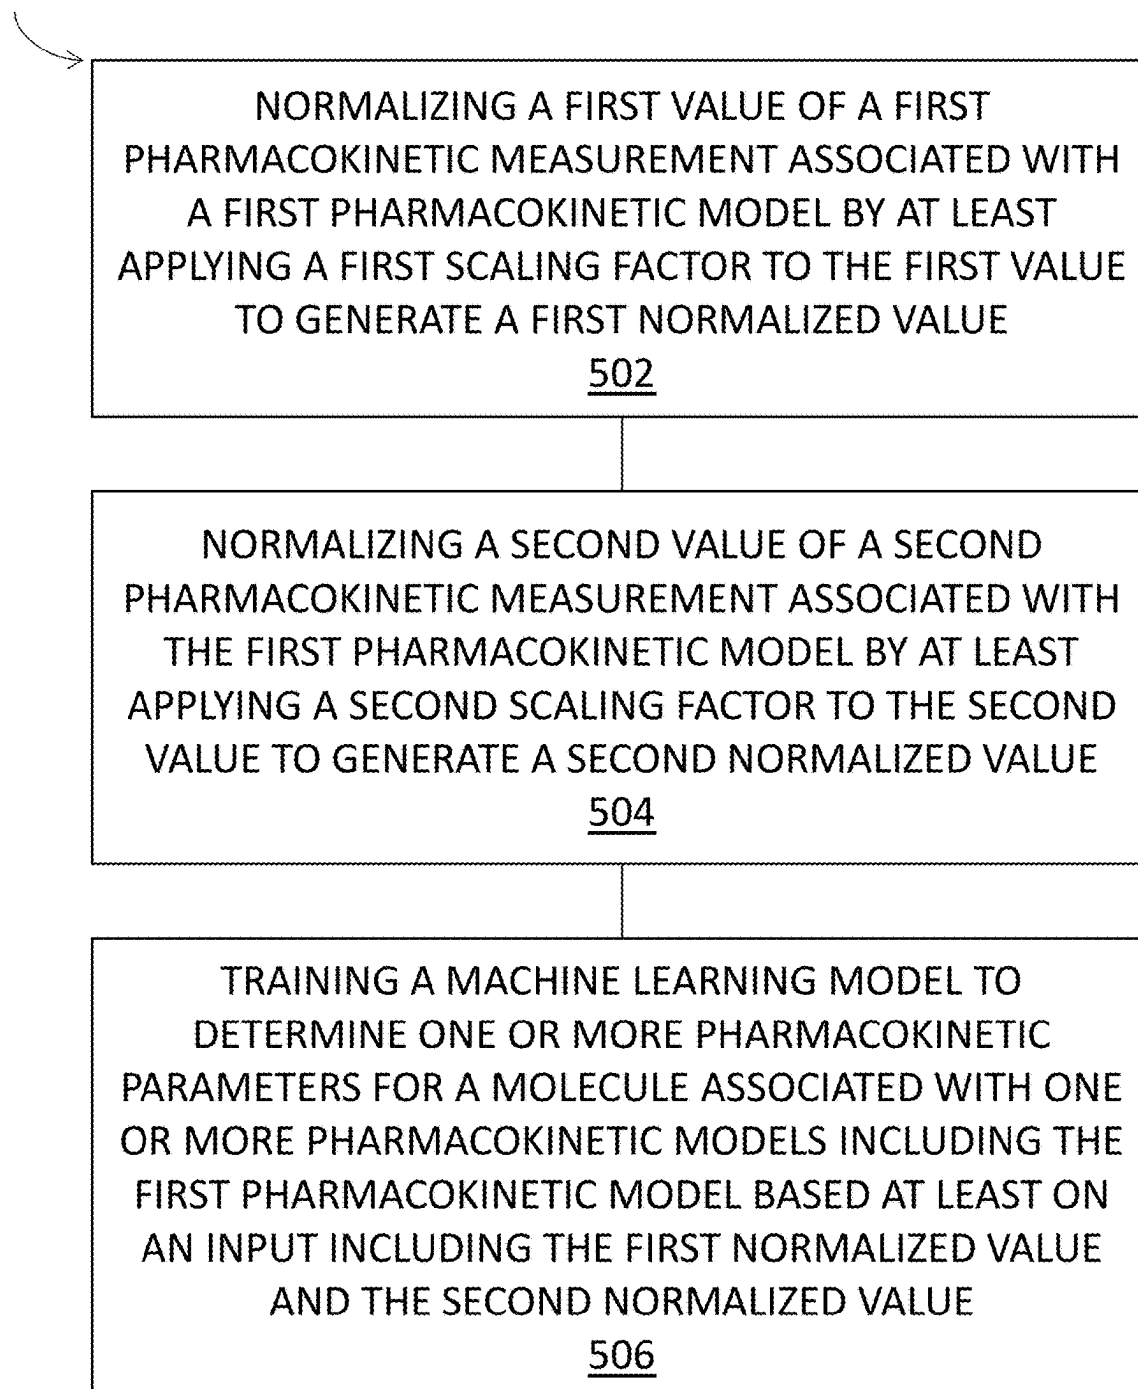 NORMALIZING A FIRST VALUE OF A FIRST
PHARMACOKINETIC MEASUREMENT ASSOCIATED WITH
A FIRST PHARMACOKINETIC MODEL BY AT LEAST
APPLYING A FIRST SCALING FACTOR TO THE FIRST VALUE
TO GENERATE A FIRST NORMALIZED VALUE
502
NORMALIZING A SECOND VALUE OF A SECOND
PHARMACOKINETIC MEASUREMENT ASSOCIATED WITH
THE FIRST PHARMACOKINETIC MODEL BY AT LEAST
APPLYING A SECOND SCALING FACTOR TO THE SECOND
VALUE TO GENERATE A SECOND NORMALIZED VALUE
504
TRAINING A MACHINE LEARNING MODEL TO
DETERMINE ONE OR MORE PHARMACOKINETIC
PARAMETERS FOR A MOLECULE ASSOCIATED WITH ONE
OR MORE PHARMACOKINETIC MODELS INCLUDING THE
FIRST PHARMACOKINETIC MODEL BASED AT LEAST ON
AN INPUT INCLUDING THE FIRST NORMALIZED VALUE
AND THE SECOND NORMALIZED VALUE
506